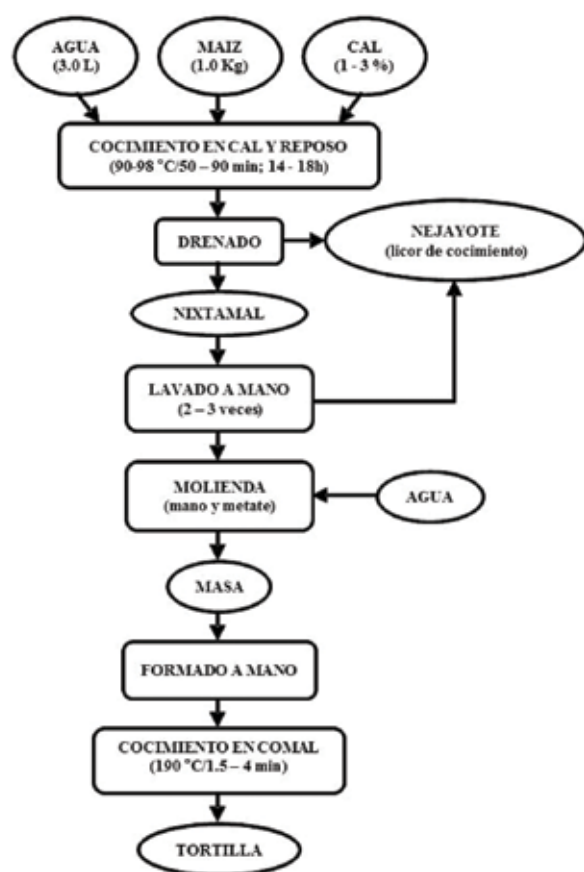 AGUA
(3.0 L)
MAIZ
(1.0 Kg)
CAL
(1 - 3 %)
COCIMIENTO EN CAL Y REPOSO
(90-98 °C/50 – 90 min; 14 - 18h)
DRENADO
NEJAYOTE
(licor de cocimiento)
NIXTAMAL
LAVADO A MANO
(2 – 3 veces)
MOLIENDA
(mano y metate)
AGUA
MASA
FORMADO A MANO
COCIMIENTO EN COMAL
(190 °C/1.5 – 4 min)
TORTILLA